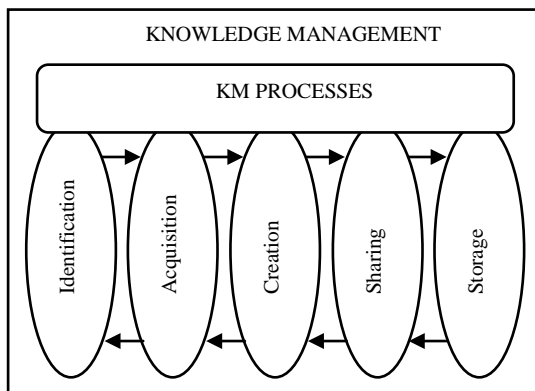 KNOWLEDGE MANAGEMENT
KM PROCESSES
Identification
Acquisition
Creation
Sharing
Storage